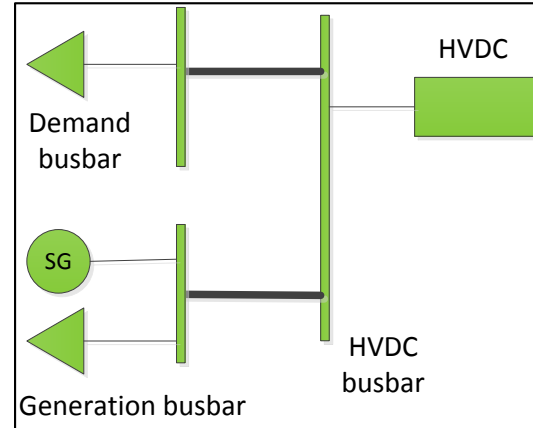 HVDC
Demand
busbar
SG
HVDC
busbar
Generation busbar